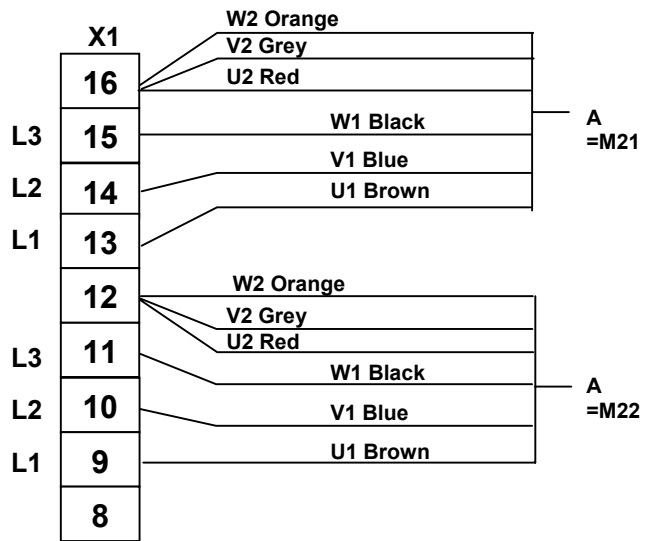 W2 Orange
X1
V2 Grey
16
U2 Red
L3 15
W1 Black
A
=M21
L2 14
V1 Blue
U1 Brown
L1 13
12
W2 Orange
V2 Grey
U2 Red
L3 11
W1 Black
A
=M22
L2 10
V1 Blue
L1 9
U1 Brown
8